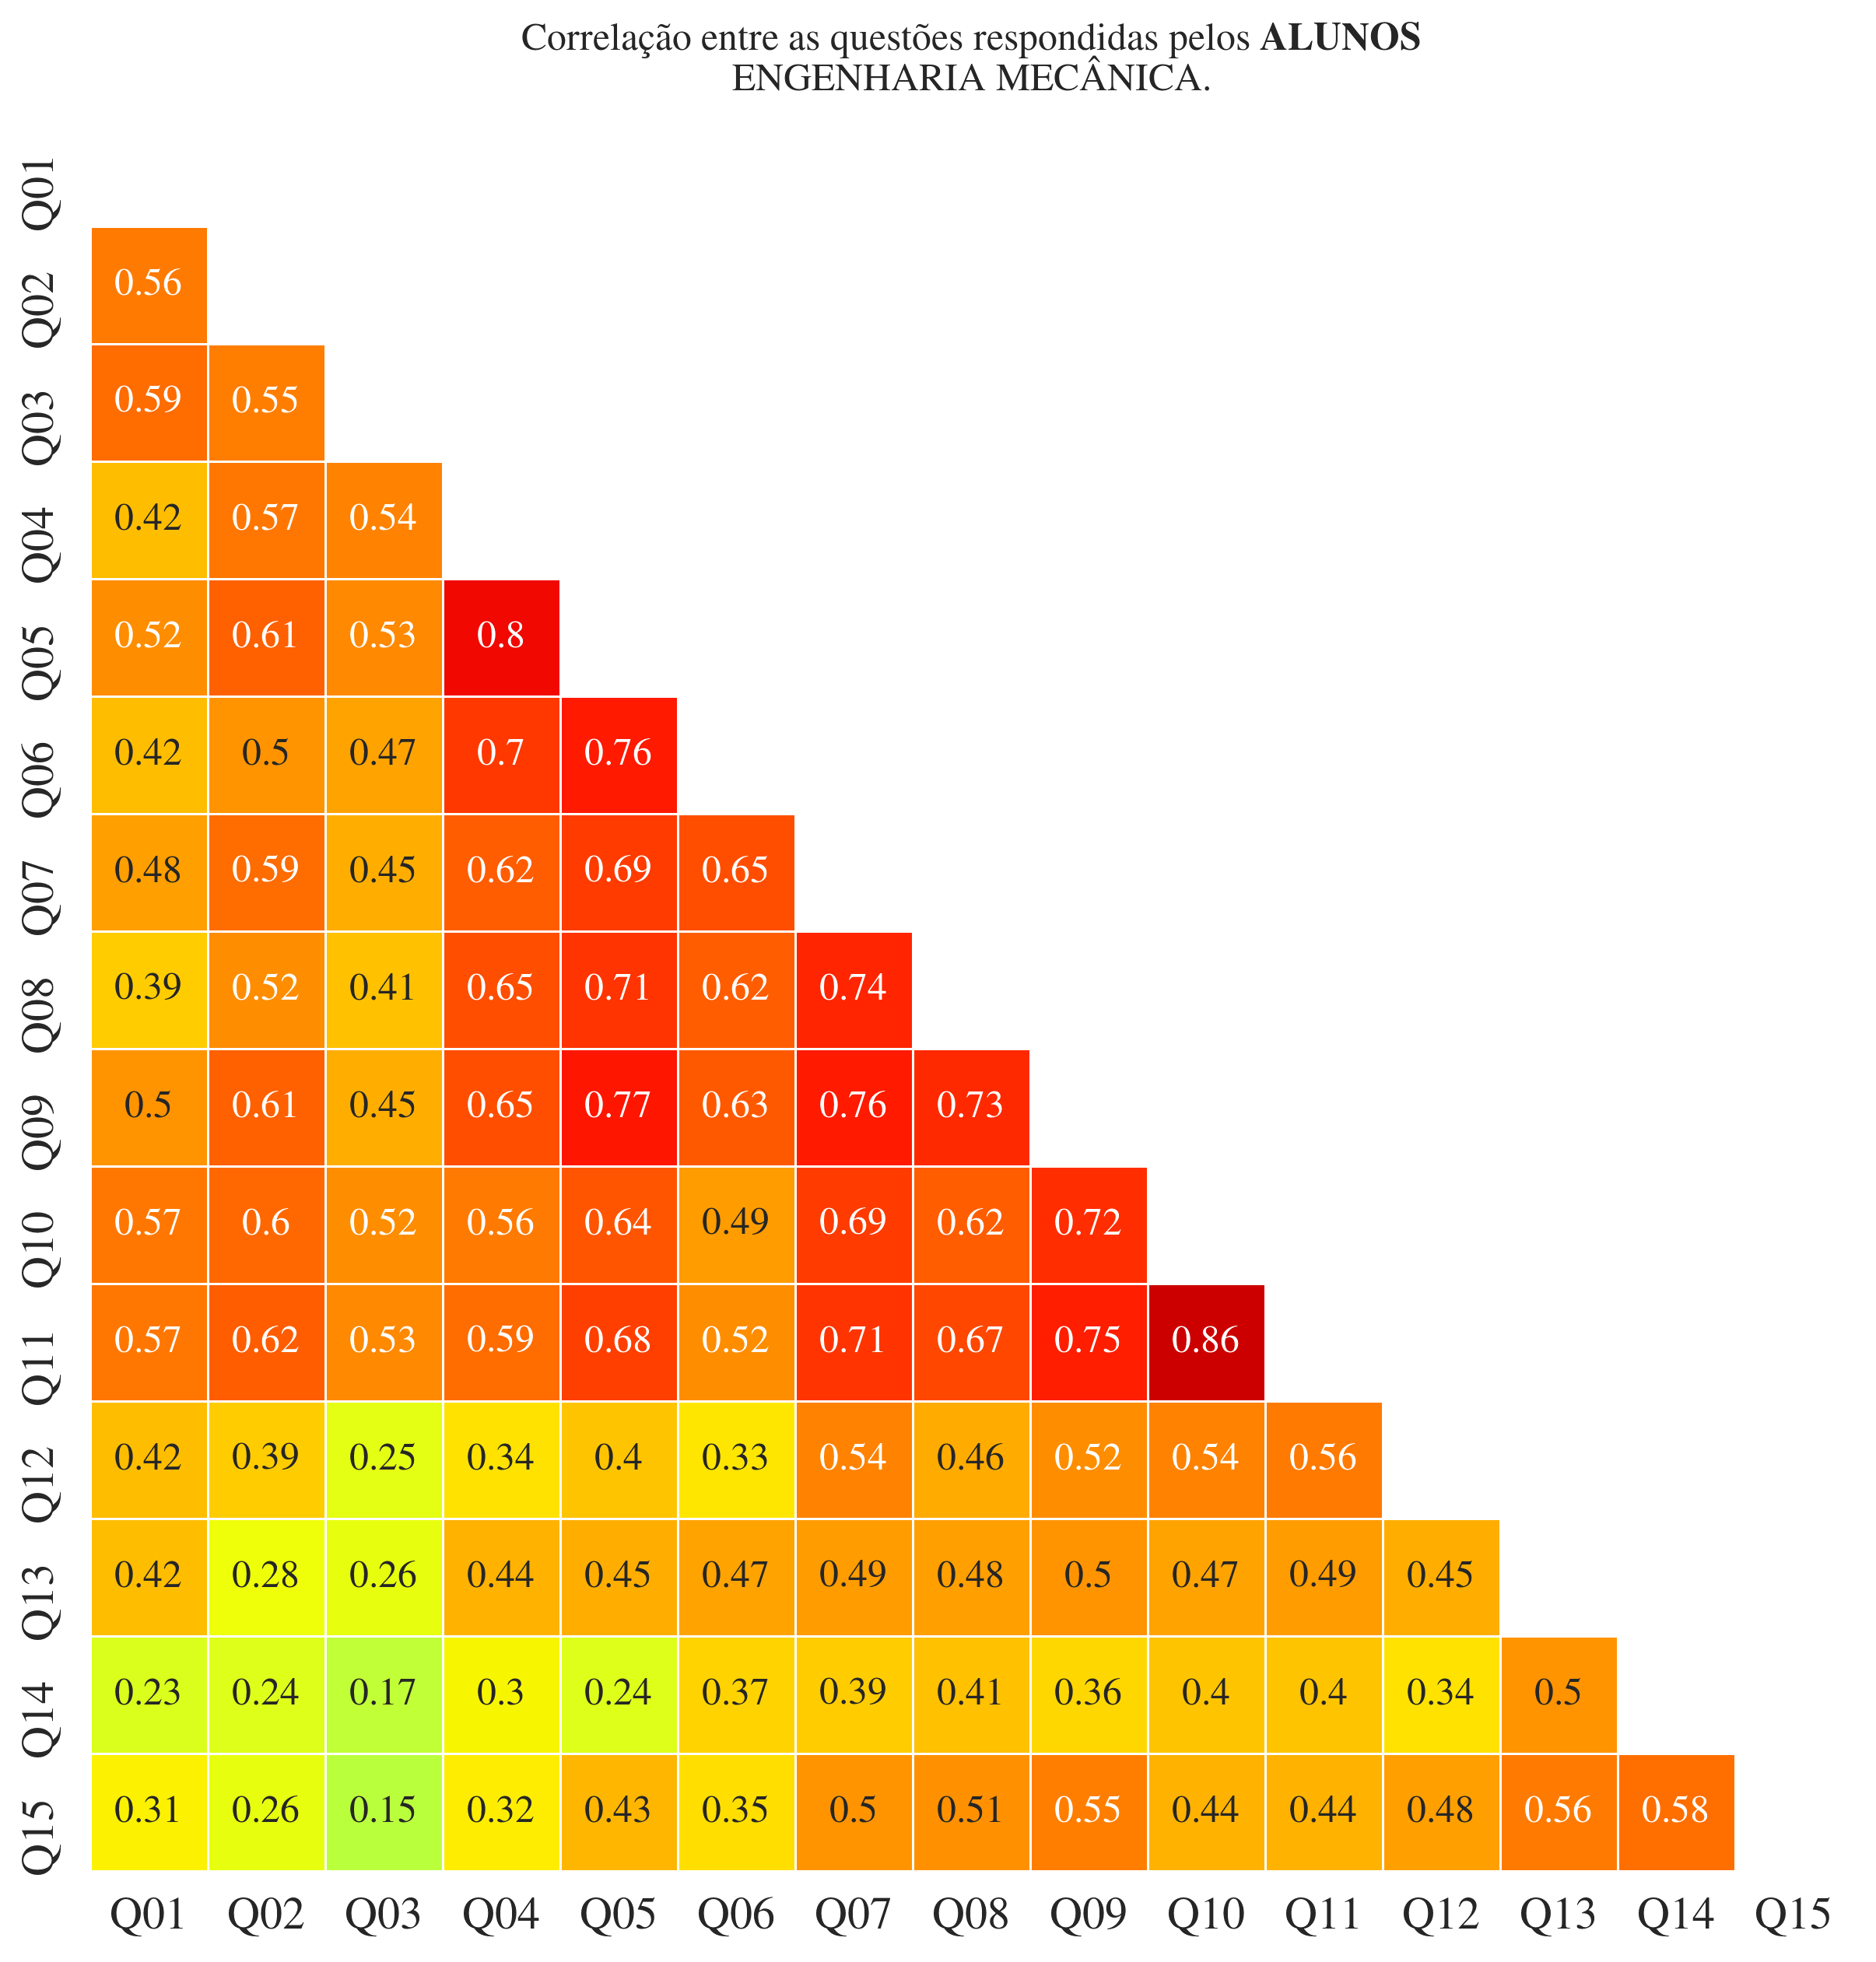 Correlação entre as questões respondidas pelos ALUNOS
ENGENHARIA MECÂNICA.
Q01
Q02 0.56
Q03 0.59 0.55
Q04 0.42 0.57 0.54
Q05 0.52 0.61 0.53 0.8
Q06 0.42 0.5 0.47 0.7 0.76
Q07 0.48 0.59 0.45 0.62 0.69 0.65
Q08 0.39 0.52 0.41 0.65 0.71 0.62 0.74
Q09 0.5 0.61 0.45 0.65 0.77 0.63 0.76 0.73
Q10 0.57 0.6 0.52 0.56 0.64 0.49 0.69 0.62 0.72
Q11 0.57 0.62 0.53 0.59 0.68 0.52 0.71 0.67 0.75 0.86
Q12 0.42 0.39 0.25 0.34 0.4 0.33 0.54 0.46 0.52 0.54 0.56
Q13 0.42 0.28 0.26 0.44 0.45 0.47 0.49 0.48 0.5 0.47 0.49 0.45
Q14 0.23 0.24 0.17 0.3 0.24 0.37 0.39 0.41 0.36 0.4 0.4 0.34 0.5
Q15 0.31 0.26 0.15 0.32 0.43 0.35 0.5 0.51 0.55 0.44 0.44 0.48 0.56 0.58
Q01 Q02 Q03 Q04 Q05 Q06 Q07 Q08 Q09 Q10 Q11 Q12 Q13 Q14 Q15